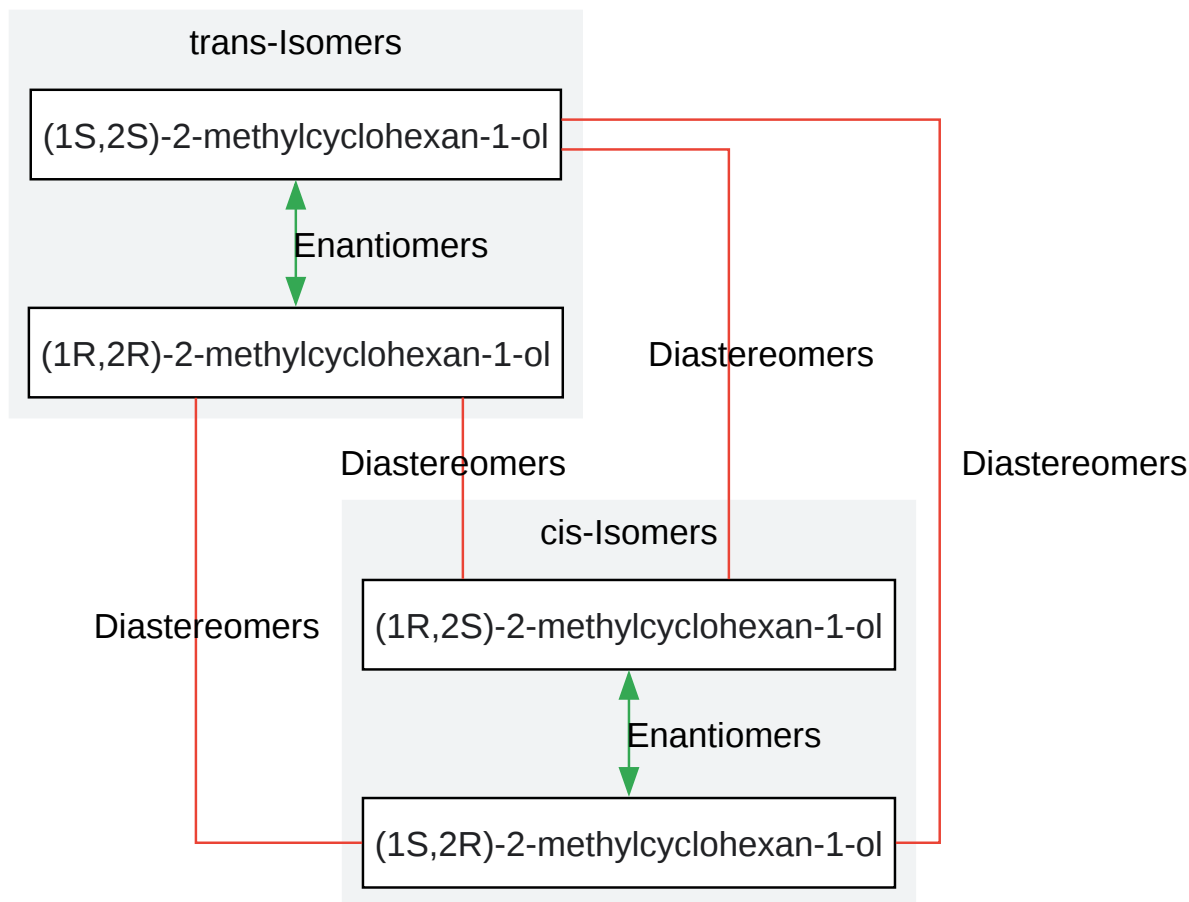 trans-Isomers
(1S,2S)-2-methylcyclohexan-1-ol
Enantiomers
(1R,2R)-2-methylcyclohexan-1-ol
Diastereomers
Diastereomers
Diastereomers
cis-Isomers
(1R,2S)-2-methylcyclohexan-1-ol
Diastereomers
Enantiomers
(1S,2R)-2-methylcyclohexan-1-ol